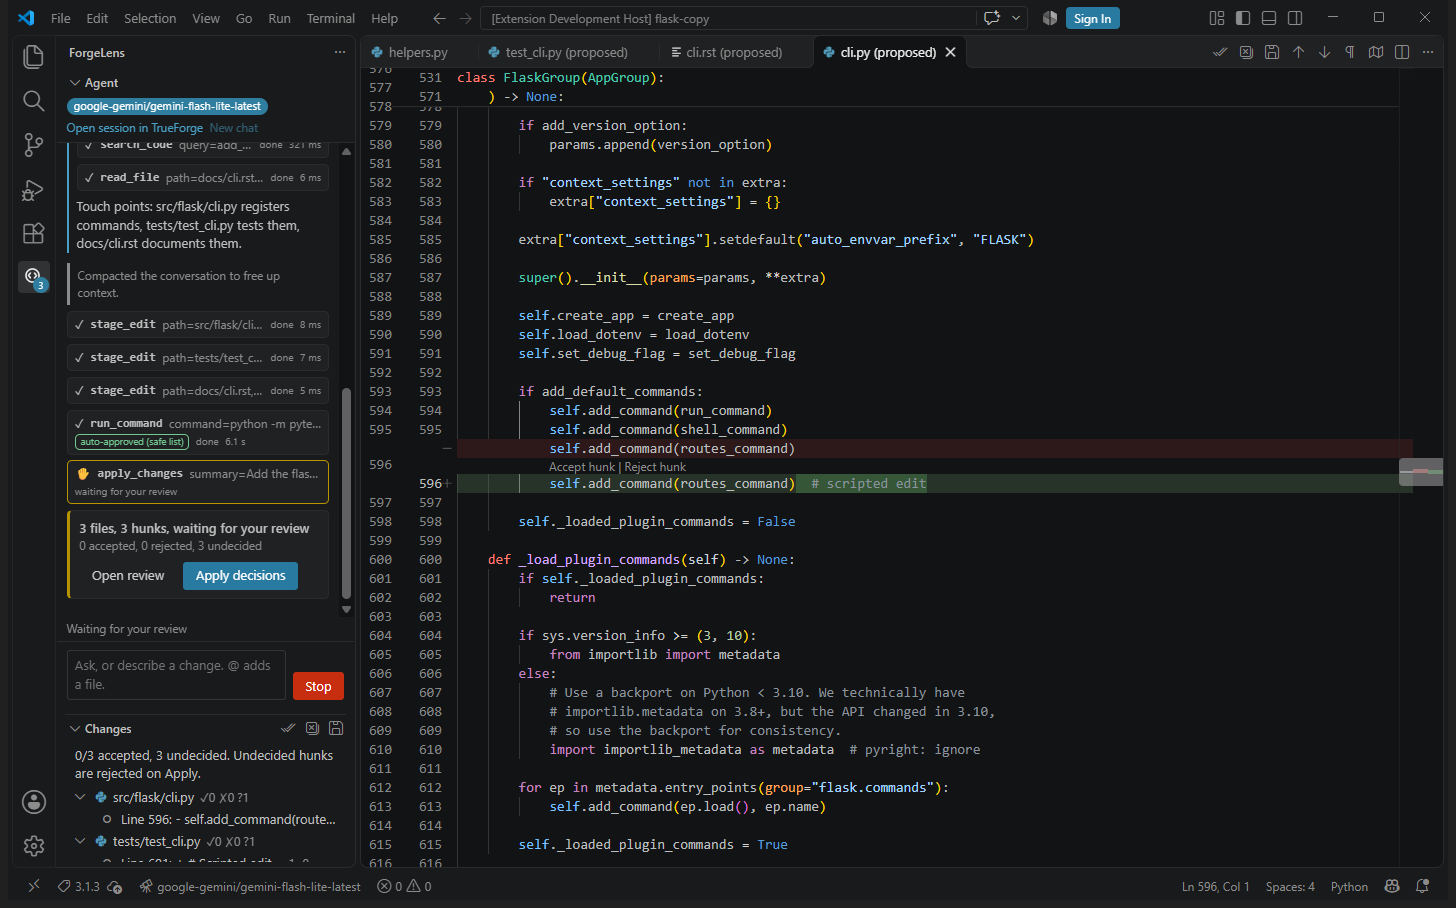 File Edit Selection View Go Run Terminal Help
[Extension Development Host] flask-copy
Sign In
ForgeLens
Agent
google-gemini/gemini-flash-lite-latest
Open session in TrueForge New chat
search_code query=add_... done 321 ms
read_file path=docs/cli.rst... done 6 ms
Touch points: src/flask/cli.py registers
commands, tests/test_cli.py tests them,
docs/cli.rst documents them.
Compacted the conversation to free up
context.
stage_edit path=src/flask/cli... done 8 ms
stage_edit path=tests/test_c... done 7 ms
stage_edit path=docs/cli.rst,... done 5 ms
run_command command=python -m pyte...
auto-approved (safe list) done 6.1 s
apply_changes summary=Add the flas...
waiting for your review
3 files, 3 hunks, waiting for your review
0 accepted, 0 rejected, 3 undecided
Open review Apply decisions
Waiting for your review
Ask, or describe a change. @ adds
a file.
Stop
Changes
0/3 accepted, 3 undecided. Undecided hunks
are rejected on Apply.
src/flask/cli.py ✓0 ✗0 ?1
Line 596: - self.add_command(route...
tests/test_cli.py ✓0 ✗0 ?1
helpers.py test_cli.py (proposed) cli.rst (proposed) cli.py (proposed)
576
577 531 class FlaskGroup(AppGroup):
571 ) -> None:
578 578
579 579 if add_version_option:
580 580 params.append(version_option)
581 581
582 582 if "context_settings" not in extra:
583 583 extra["context_settings"] = {}
584 584
585 585 extra["context_settings"].setdefault("auto_envvar_prefix", "FLASK")
586 586
587 587 super().__init__(params=params, **extra)
588 588
589 589 self.create_app = create_app
590 590 self.load_dotenv = load_dotenv
591 591 self.set_debug_flag = set_debug_flag
592 592
593 593 if add_default_commands:
594 594 self.add_command(run_command)
595 595 self.add_command(shell_command)
— self.add_command(routes_command)
596 Accept hunk | Reject hunk
596+ self.add_command(routes_command) # scripted edit
597 597
598 598 self._loaded_plugin_commands = False
599 599
600 600 def _load_plugin_commands(self) -> None:
601 601 if self._loaded_plugin_commands:
602 602 return
603 603
604 604 if sys.version_info >= (3, 10):
605 605 from importlib import metadata
606 606 else:
607 607 # Use a backport on Python < 3.10. We technically have
608 608 # importlib.metadata on 3.8+, but the API changed in 3.10,
609 609 # so use the backport for consistency.
610 610 import importlib_metadata as metadata # pyright: ignore
611 611
612 612 for ep in metadata.entry_points(group="flask.commands"):
613 613 self.add_command(ep.load(), ep.name)
614 614
615 615 self._loaded_plugin_commands = True
616 616
3
3.1.3 google-gemini/gemini-flash-lite-latest 0 0
Ln 596, Col 1 Spaces: 4 Python